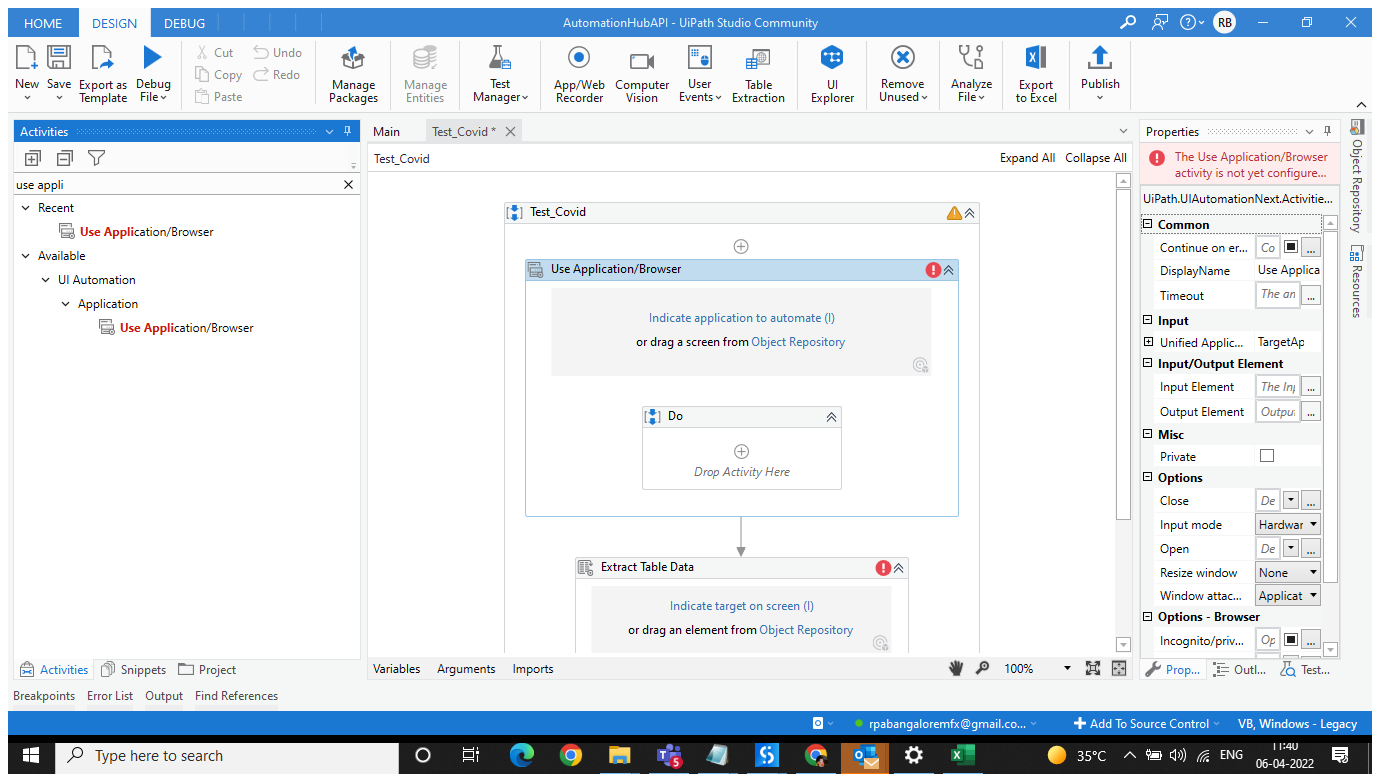 HOME
DESIGN
DEBUG
AutomationHubAPI - UiPath Studio Community
RB
New
Save
Export as
Template
Debug
File
Cut
Copy
Paste
Undo
Redo
Manage
Packages
Manage
Entities
Test
Manager
App/Web
Recorder
Computer
Vision
User
Events
Table
Extraction
UI
Explorer
Remove
Unused
Analyze
File
Export
to Excel
Publish
Activities
use appli
Recent
Use Application/Browser
Available
UI Automation
Application
Use Application/Browser
Activities
Snippets
Project
Main
Test_Covid *
Test_Covid
Expand All
Collapse All
Test_Covid
Use Application/Browser
Indicate application to automate (I)
or drag a screen from Object Repository
Do
Drop Activity Here
Extract Table Data
Indicate target on screen (I)
or drag an element from Object Repository
Variables
Arguments
Imports
100%
Properties
The Use Application/Browser
activity is not yet configure...
UiPath.UIAutomationNext.Activitie...
Common
Continue on er... Co ...
DisplayName Use Applica
Timeout The an ...
Input
Unified Applic... TargetAp
Input/Output Element
Input Element The Inp ...
Output Element Outpu ...
Misc
Private
Options
Close De ...
Input mode Hardwar
Open De ...
Resize window None
Window attac... Applicat
Options - Browser
Incognito/priv... Op ...
Prop...
Outl...
Test...
Object Repository
Resources
Breakpoints
Error List
Output
Find References
rpabangaloremfx@gmail.co...
Add To Source Control
VB, Windows - Legacy
Type here to search
5
35°C
ENG
11:40
06-04-2022